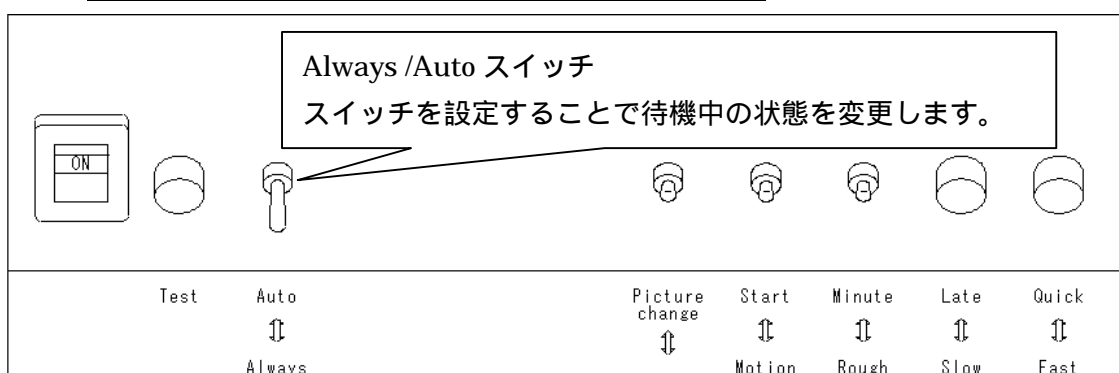 Always /Auto スイッチ
スイッチを設定することで待機中の状態を変更します。
ON
Test
Auto
Always
Picture
change
Start
Motion
Minute
Rough
Late
Slow
Quick
Fast